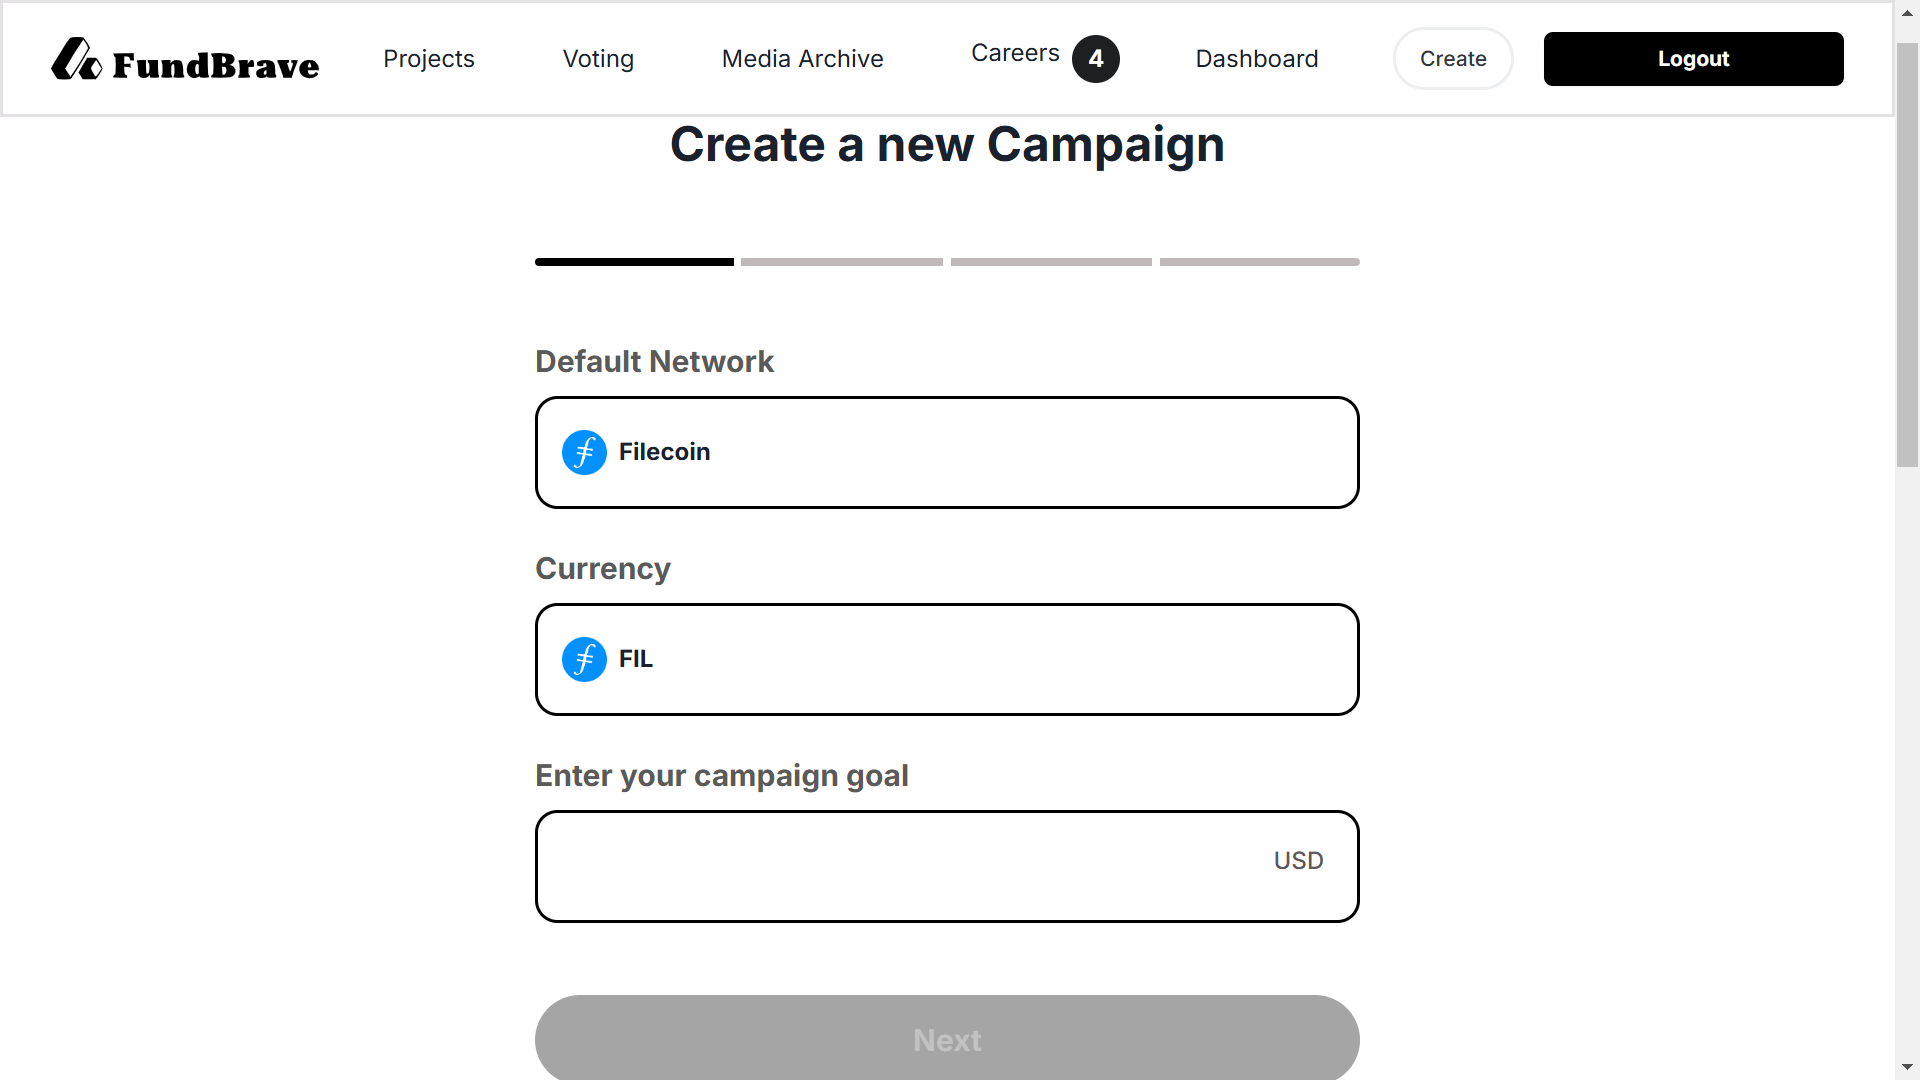 FundBrave
Projects
Voting
Media Archive
Careers 4
Dashboard
Create
Logout
Create a new Campaign
Default Network
Filecoin
Currency
FIL
Enter your campaign goal
USD
Next